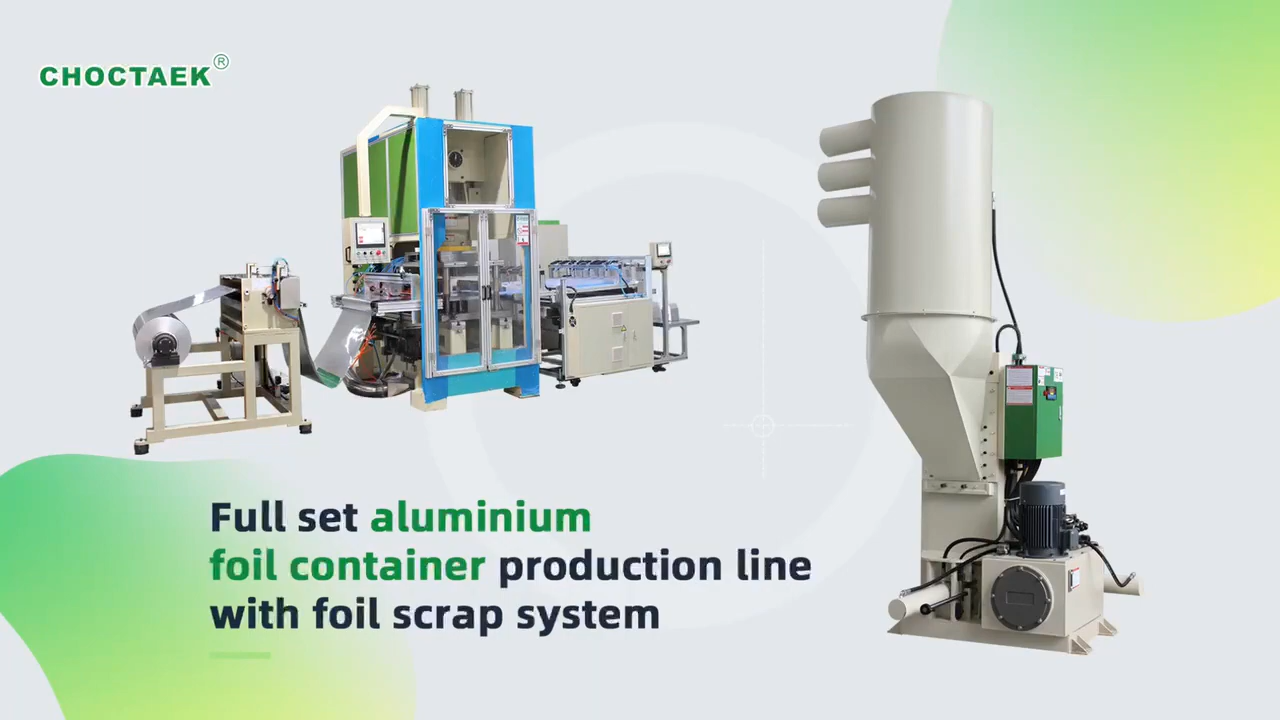 CHOCTAEK®
Full set aluminium
foil container production line
with foil scrap system